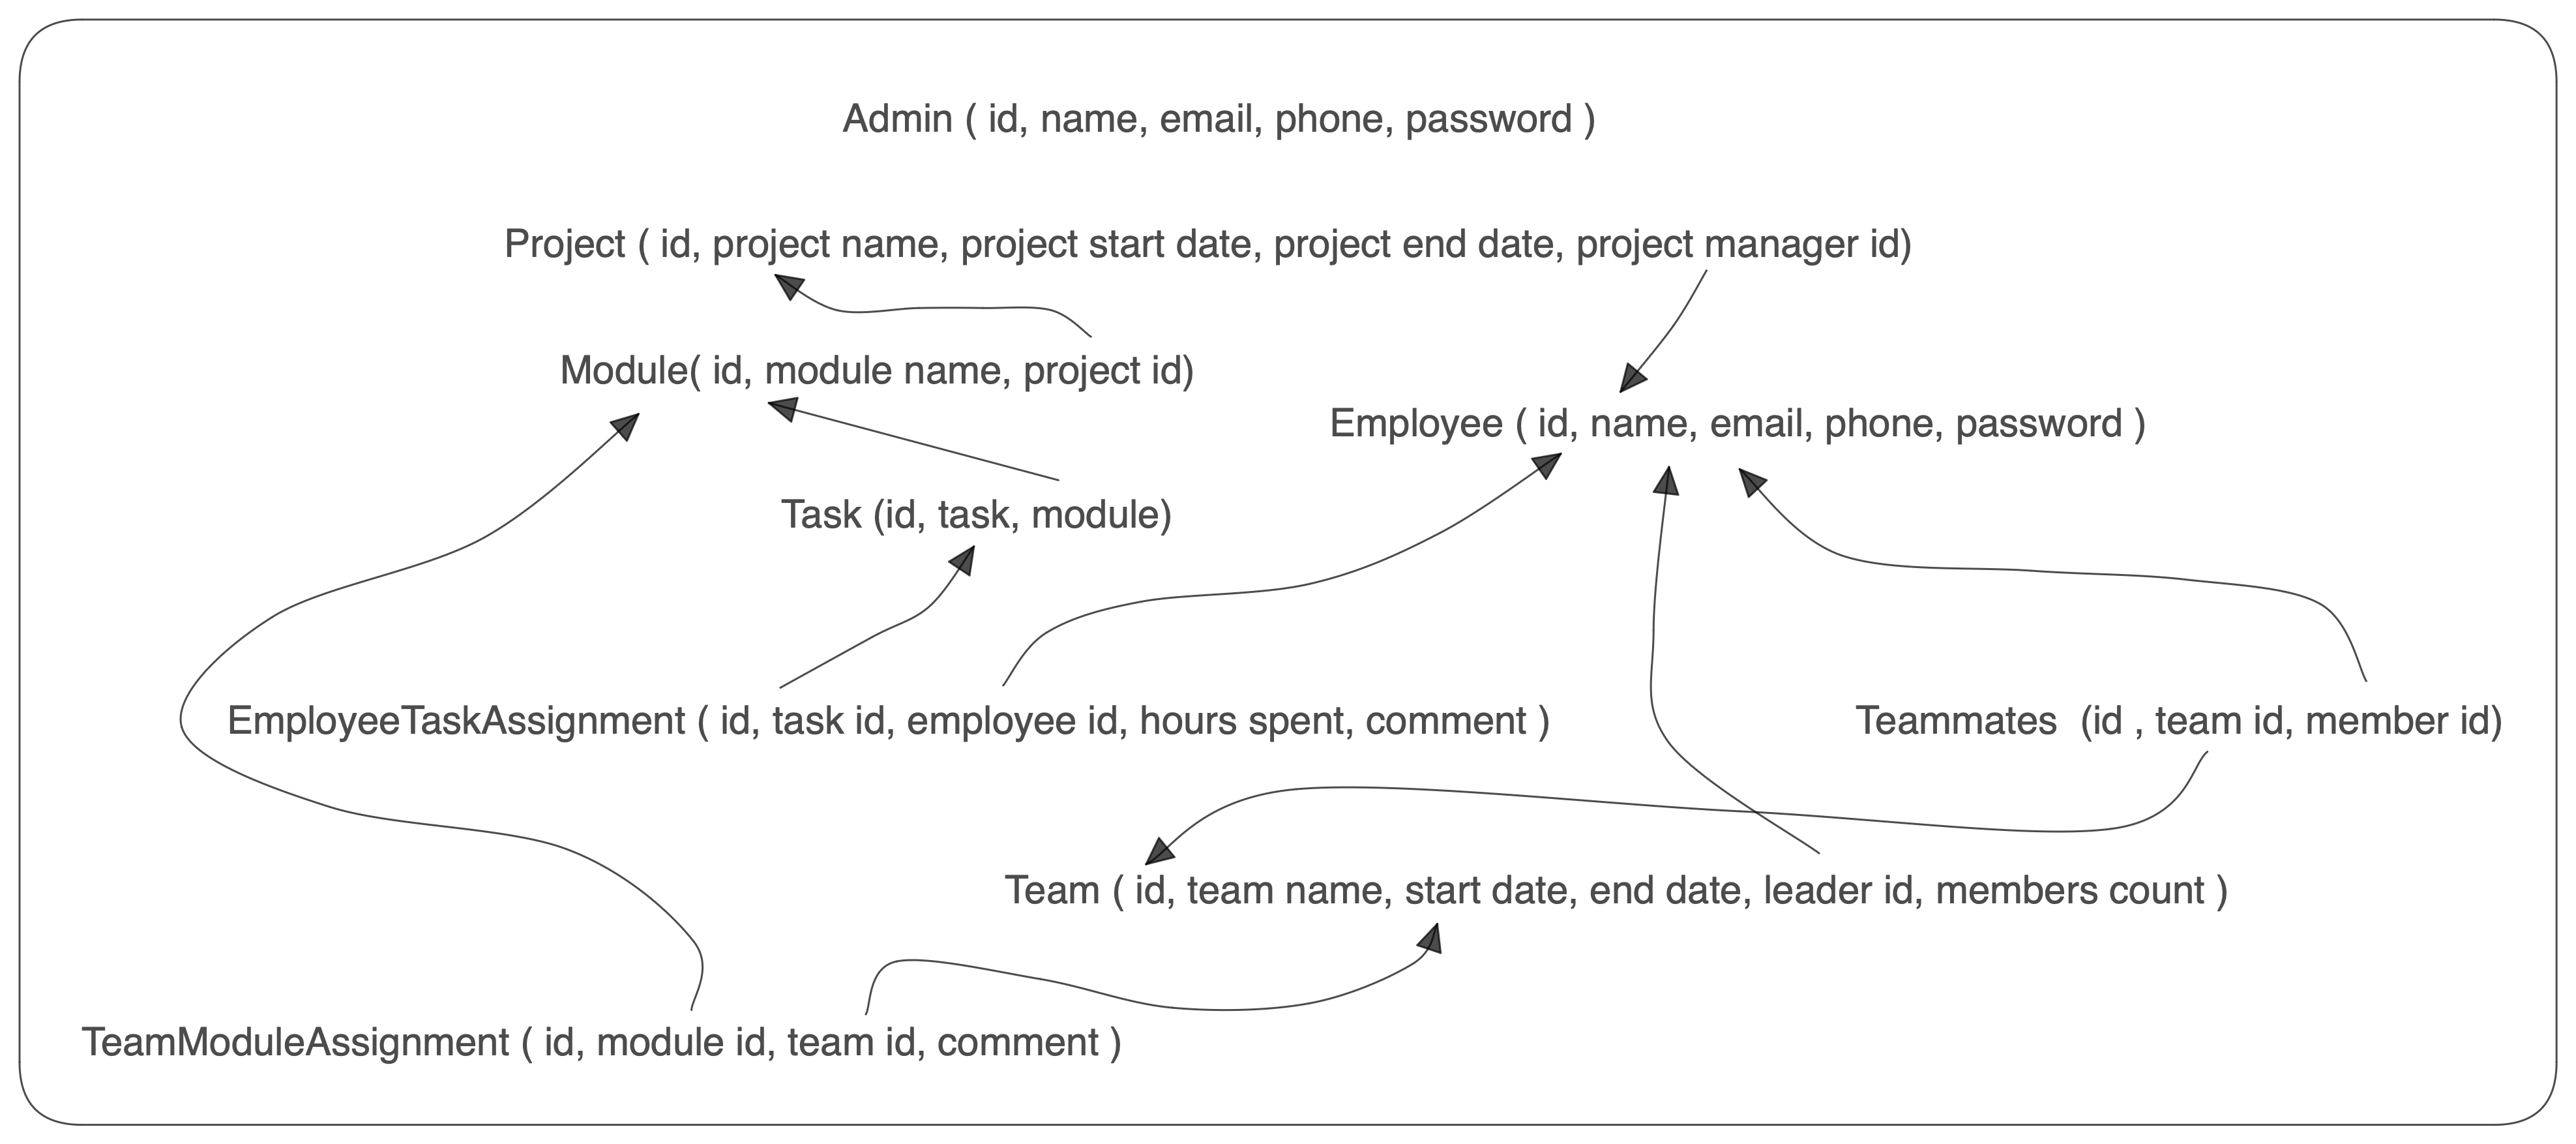 Admin ( id, name, email, phone, password )
Project ( id, project name, project start date, project end date, project manager id)
Module( id, module name, project id)
Employee ( id, name, email, phone, password )
Task (id, task, module)
EmployeeTaskAssignment ( id, task id, employee id, hours spent, comment )
Teammates (id , team id, member id)
Team ( id, team name, start date, end date, leader id, members count )
TeamModuleAssignment ( id, module id, team id, comment )